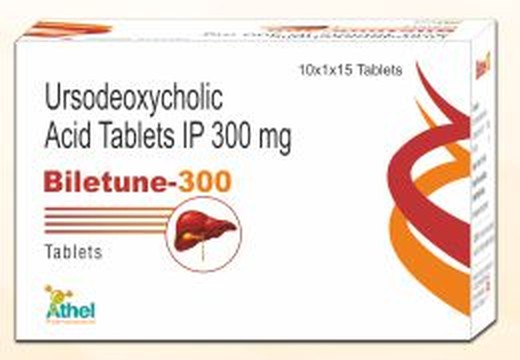 10x1x15 Tablets
Ursodeoxycholic
Acid Tablets IP 300 mg
Biletune-300
Tablets
Athel